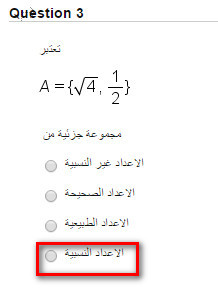 Question 3
تعتبر
A = {√4, 1/2}
مجموعة جزئية من
الاعداد غير النسبية
الاعداد الصحيحة
الاعداد الطبيعية
الاعداد النسبية